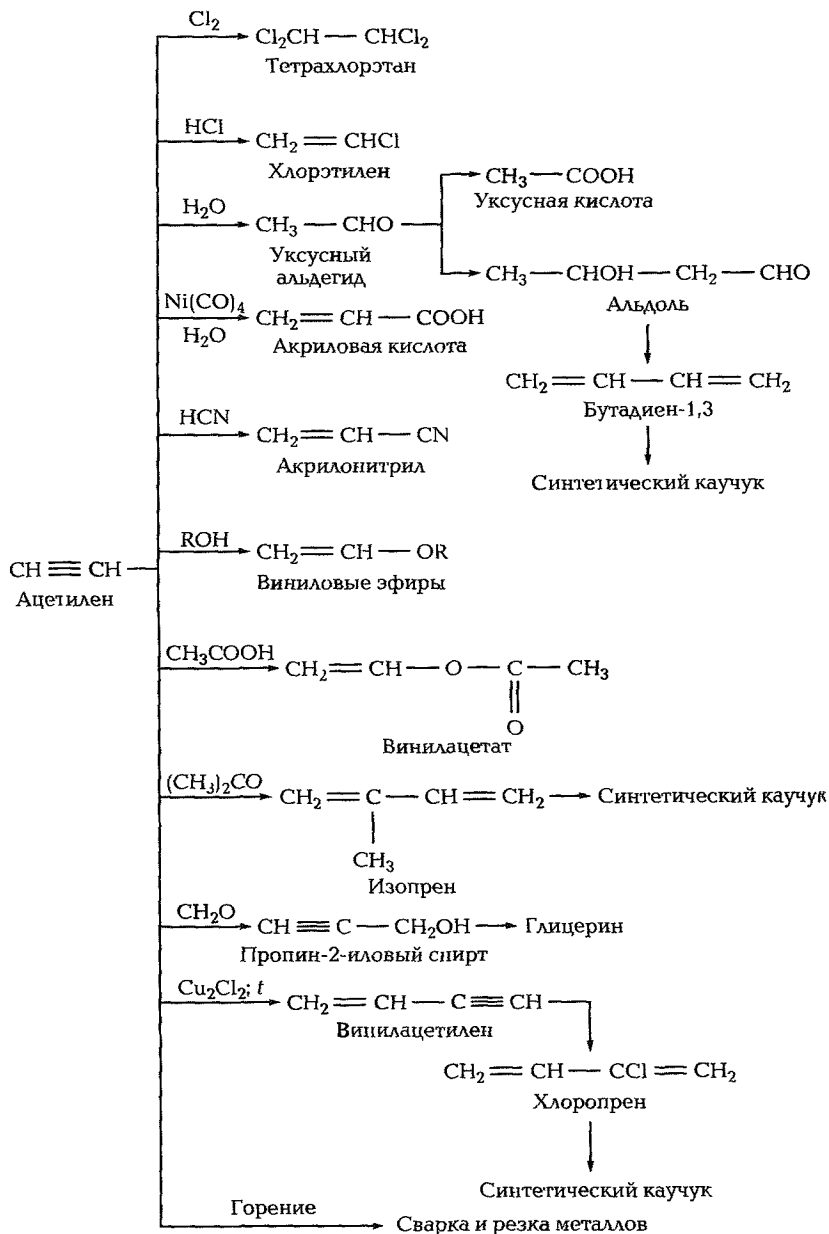 Cl₂
Cl₂CH — CHCl₂
Тетрахлорэтан
HCl
CH₂ = CHCl
Хлорэтилен
H₂O
CH₃ — CHO
Уксусный
альдегид
CH₃ — COOH
Уксусная кислота
CH₃ — CHOH — CH₂ — CHO
Альдоль
CH₂ = CH — CH = CH₂
Бутадиен-1,3
Синтетический каучук
Ni(CO)₄
H₂O
CH₂ = CH — COOH
Акриловая кислота
HCN
CH₂ = CH — CN
Акрилонитрил
CH ≡ CH
Ацетилен
ROH
CH₂ = CH — OR
Виниловые эфиры
CH₃COOH
CH₂ = CH — O — C — CH₃
O
Винилацетат
(CH₃)₂CO
CH₂ = C — CH = CH₂ → Синтетический каучук
CH₃
Изопрен
CH₂O
CH ≡ C — CH₂OH → Глицерин
Пропин-2-иловый спирт
Cu₂Cl₂; t
CH₂ = CH — C ≡ CH
Винилацетилен
CH₂ = CH — CCl = CH₂
Хлоропрен
Синтетический каучук
Горение
Сварка и резка металлов